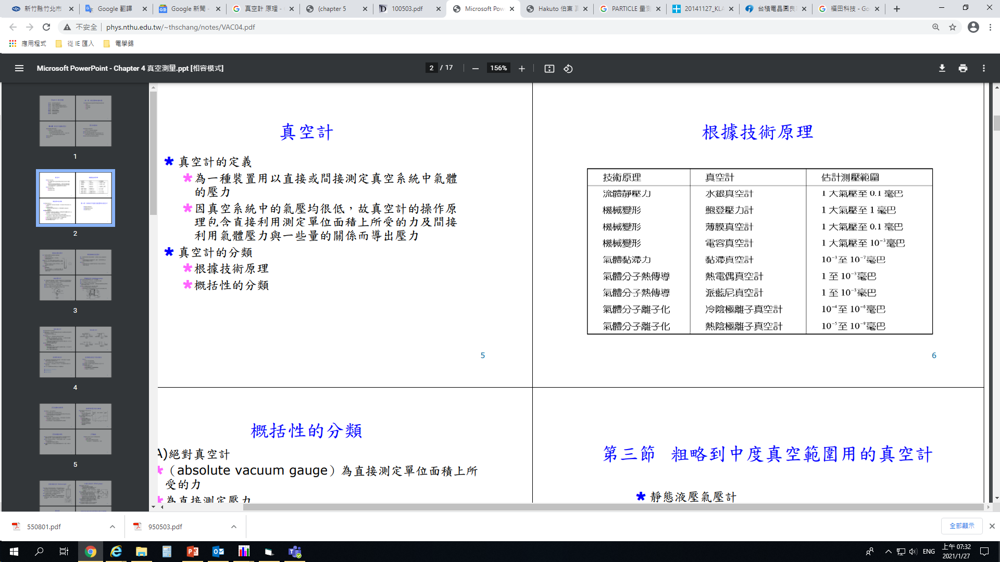 新竹縣竹北市
Google 翻譯
Google 新聞 -
真空計 原理 -
(chapter 5
100503.pdf
Microsoft Pow
Hakuto 伯東
PARTICLE 量測
20141127_KLA
台積電晶圓良
福田科技 - Go
不安全
phys.nthu.edu.tw/~thschang/notes/VAC04.pdf
應用程式
從 IE 匯入
電學錫
Microsoft PowerPoint - Chapter 4 真空測量.ppt [相容模式]
2 / 17
156%
1
2
3
4
5
真空計
* 真空計的定義
* 為一種裝置用以直接或間接測定真空系統中氣體
的壓力
* 因真空系統中的氣壓均很低，故真空計的操作原
理包含直接利用測定單位面積上所受的力及間接
利用氣體壓力與一些量的關係而導出壓力
* 真空計的分類
* 根據技術原理
* 概括性的分類
5
根據技術原理
技術原理 真空計 估計測壓範圍
流體靜壓力 水銀真空計 1 大氣壓至 0.1 毫巴
機械變形 鮑登壓力計 1 大氣壓至 1 毫巴
機械變形 薄膜真空計 1 大氣壓至 0.1 毫巴
機械變形 電容真空計 1 大氣壓至 10⁻³毫巴
氣體黏滯力 黏滯真空計 10⁻³至 10⁻⁷毫巴
氣體分子熱傳導 熱電偶真空計 1 至 10⁻³毫巴
氣體分子熱傳導 派藍尼真空計 1 至 10⁻³毫巴
氣體分子離子化 冷陰極離子真空計 10⁻⁴至 10⁻⁶毫巴
氣體分子離子化 熱陰極離子真空計 10⁻⁵至 10⁻⁹毫巴
6
概括性的分類
A)絕對真空計
* （absolute vacuum gauge）為直接測定單位面積上所
受的力
* 為直接測定壓力
第三節 粗略到中度真空範圍用的真空計
* 靜態液壓氣壓計
550801.pdf
950503.pdf
全部顯示
ENG
上午 07:32
2021/1/27